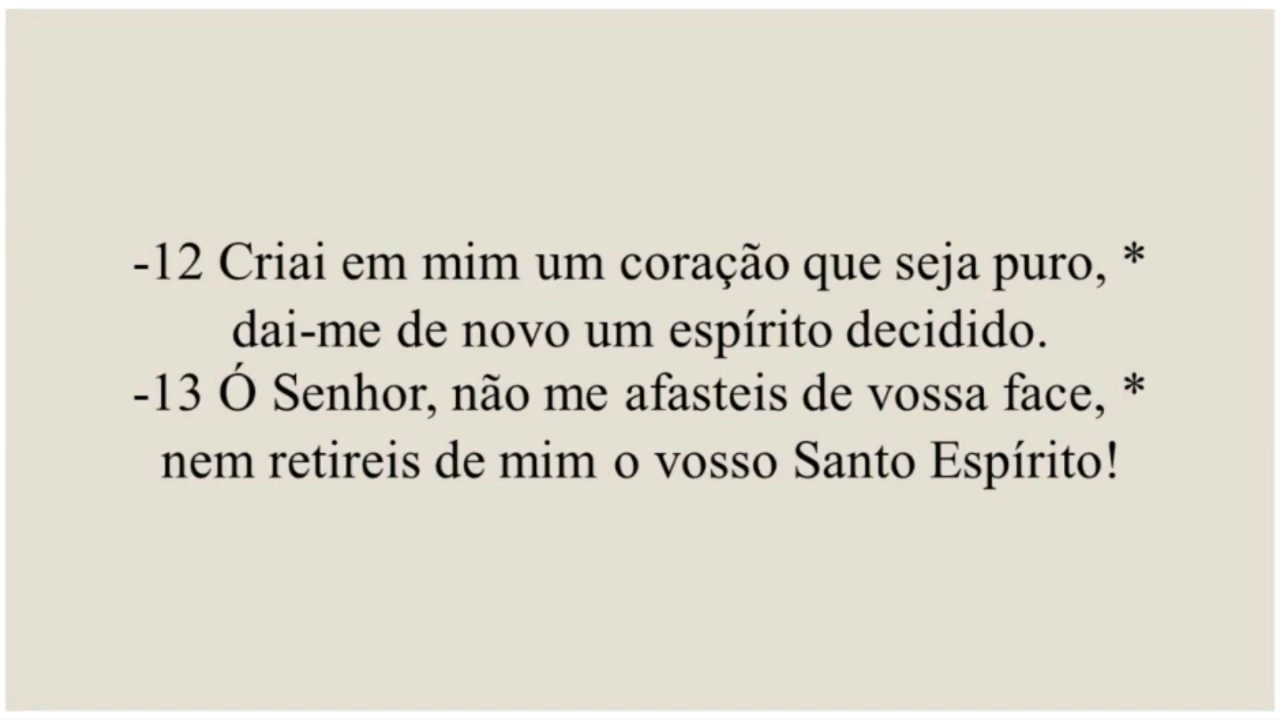 -12 Criai em mim um coração que seja puro, *
dai-me de novo um espírito decidido.
-13 Ó Senhor, não me afasteis de vossa face, *
nem retireis de mim o vosso Santo Espírito!